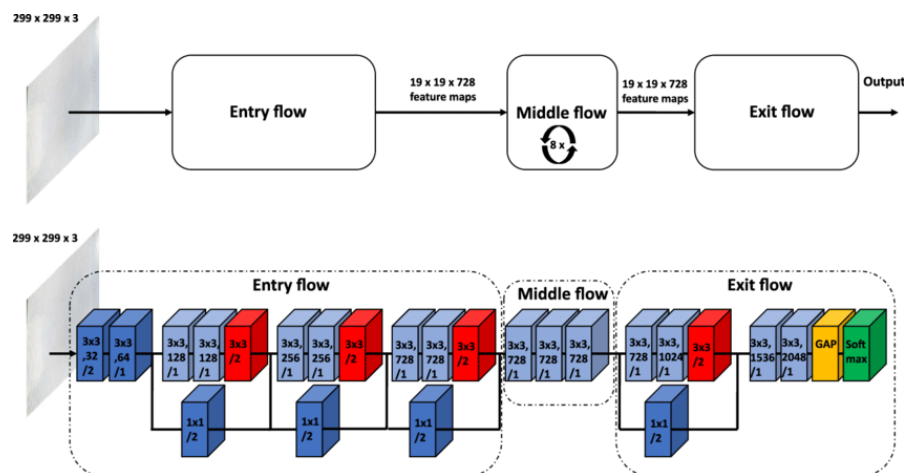 299 x 299 x 3
Entry flow
19 x 19 x 728
feature maps
Middle flow
8 x
19 x 19 x 728
feature maps
Exit flow
Output
299 x 299 x 3
Entry flow
3x3
,32
/2
3x3
,64
/1
3x3,
128
/1
3x3,
128
/1
3x3
/2
1x1
/2
3x3,
256
/1
3x3,
256
/1
3x3
/2
1x1
/2
3x3,
728
/1
3x3,
728
/1
3x3
/2
1x1
/2
Middle flow
3x3,
728
/1
3x3,
728
/1
3x3,
728
/1
Exit flow
3x3,
728
/1
3x3,
1024
/1
3x3
/2
1x1
/2
3x3,
1536
/1
3x3,
2048
/1
GAP
Soft
max